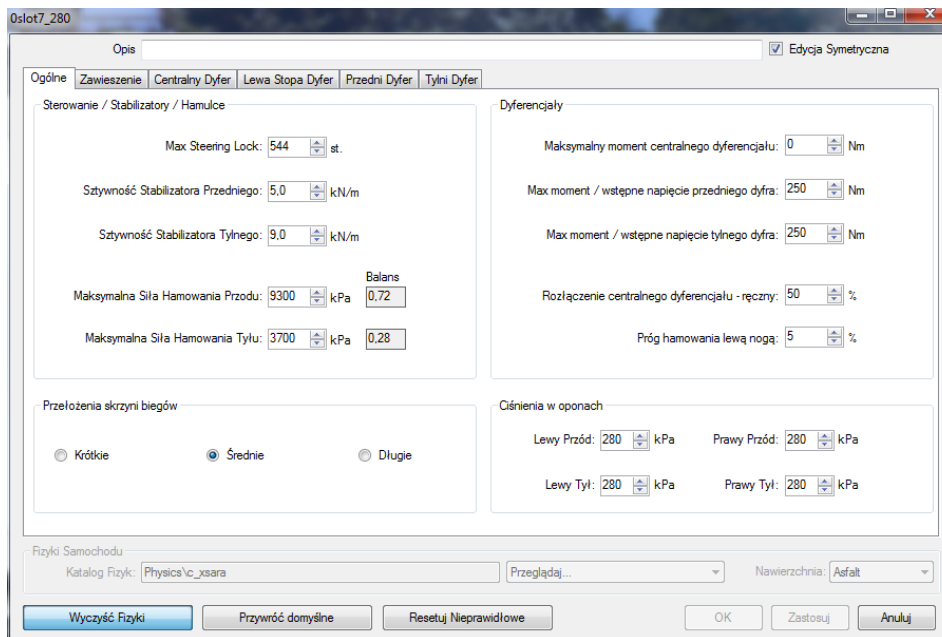 0slot7_280
Opis
Edycja Symetryczna
Ogólne Zawieszenie Centralny Dyfer Lewa Stopa Dyfer Przedni Dyfer Tylni Dyfer
Sterowanie / Stabilizatory / Hamulce
Max Steering Lock: 544 st.
Sztywność Stabilizatora Przedniego: 5,0 kN/m
Sztywność Stabilizatora Tylnego: 9,0 kN/m
Balans
Maksymalna Siła Hamowania Przodu: 9300 kPa 0,72
Maksymalna Siła Hamowania Tyłu: 3700 kPa 0,28
Dyferencjały
Maksymalny moment centralnego dyferencjału: 0 Nm
Max moment / wstępne napięcie przedniego dyfra: 250 Nm
Max moment / wstępne napięcie tylnego dyfra: 250 Nm
Rozłączenie centralnego dyferencjału - ręczny: 50 %
Próg hamowania lewą nogą: 5 %
Przełożenia skrzyni biegów
Krótkie Średnie Długie
Ciśnienia w oponach
Lewy Przód: 280 kPa Prawy Przód: 280 kPa
Lewy Tył: 280 kPa Prawy Tył: 280 kPa
Fizyki Samochodu
Katalog Fizyk: Physics\c_xsara Przeglądaj... Nawierzchnia: Asfalt
Wyczyść Fizyki Przywróć domyślne Resetuj Nieprawidłowe OK Zastosuj Anuluj